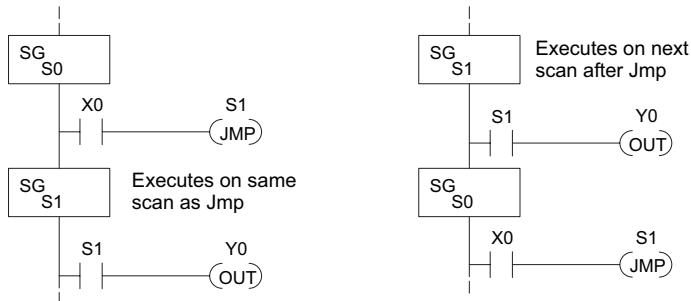 SG
S0
X0
S1
JMP
SG
S1
Executes on same
scan as Jmp
S1
Y0
OUT
SG
S1
Executes on next
scan after Jmp
S1
Y0
OUT
SG
S0
X0
S1
JMP